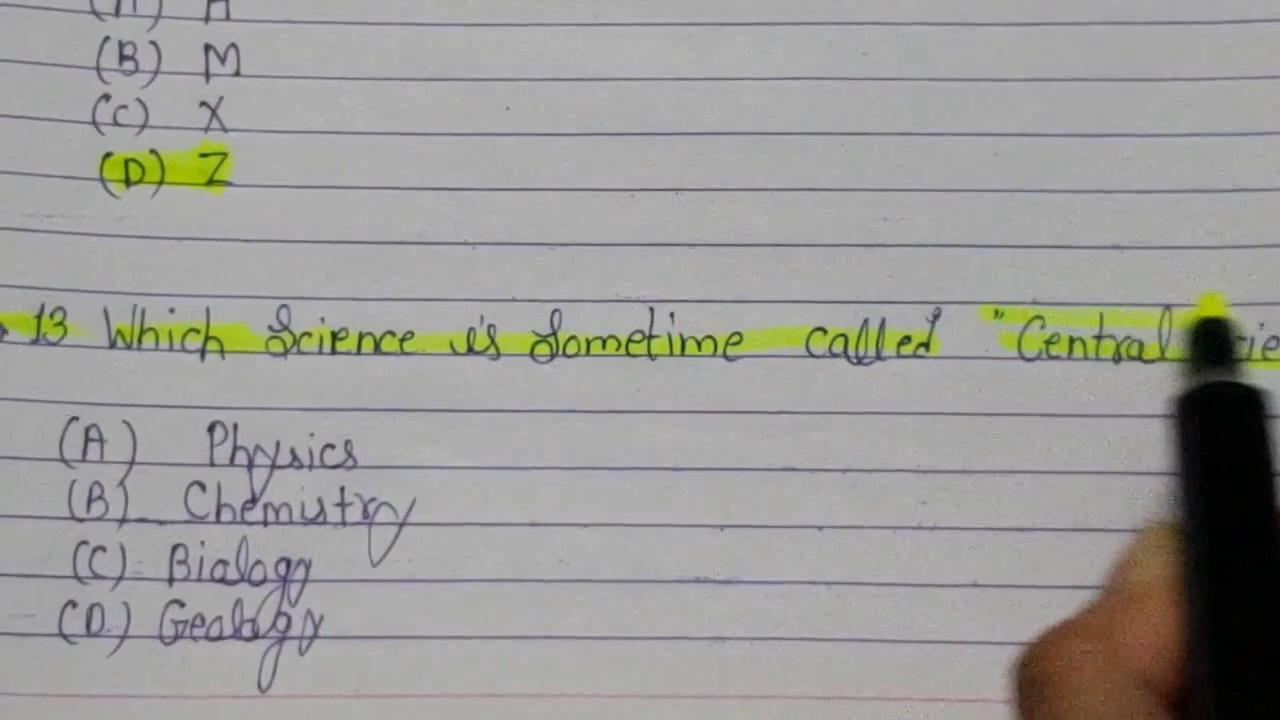 (B) M
(C) X
(D) Z
13 Which Science is Sometime called "Central
(A) Physics
(B) Chemistry
(C) Biology
(D) Geology